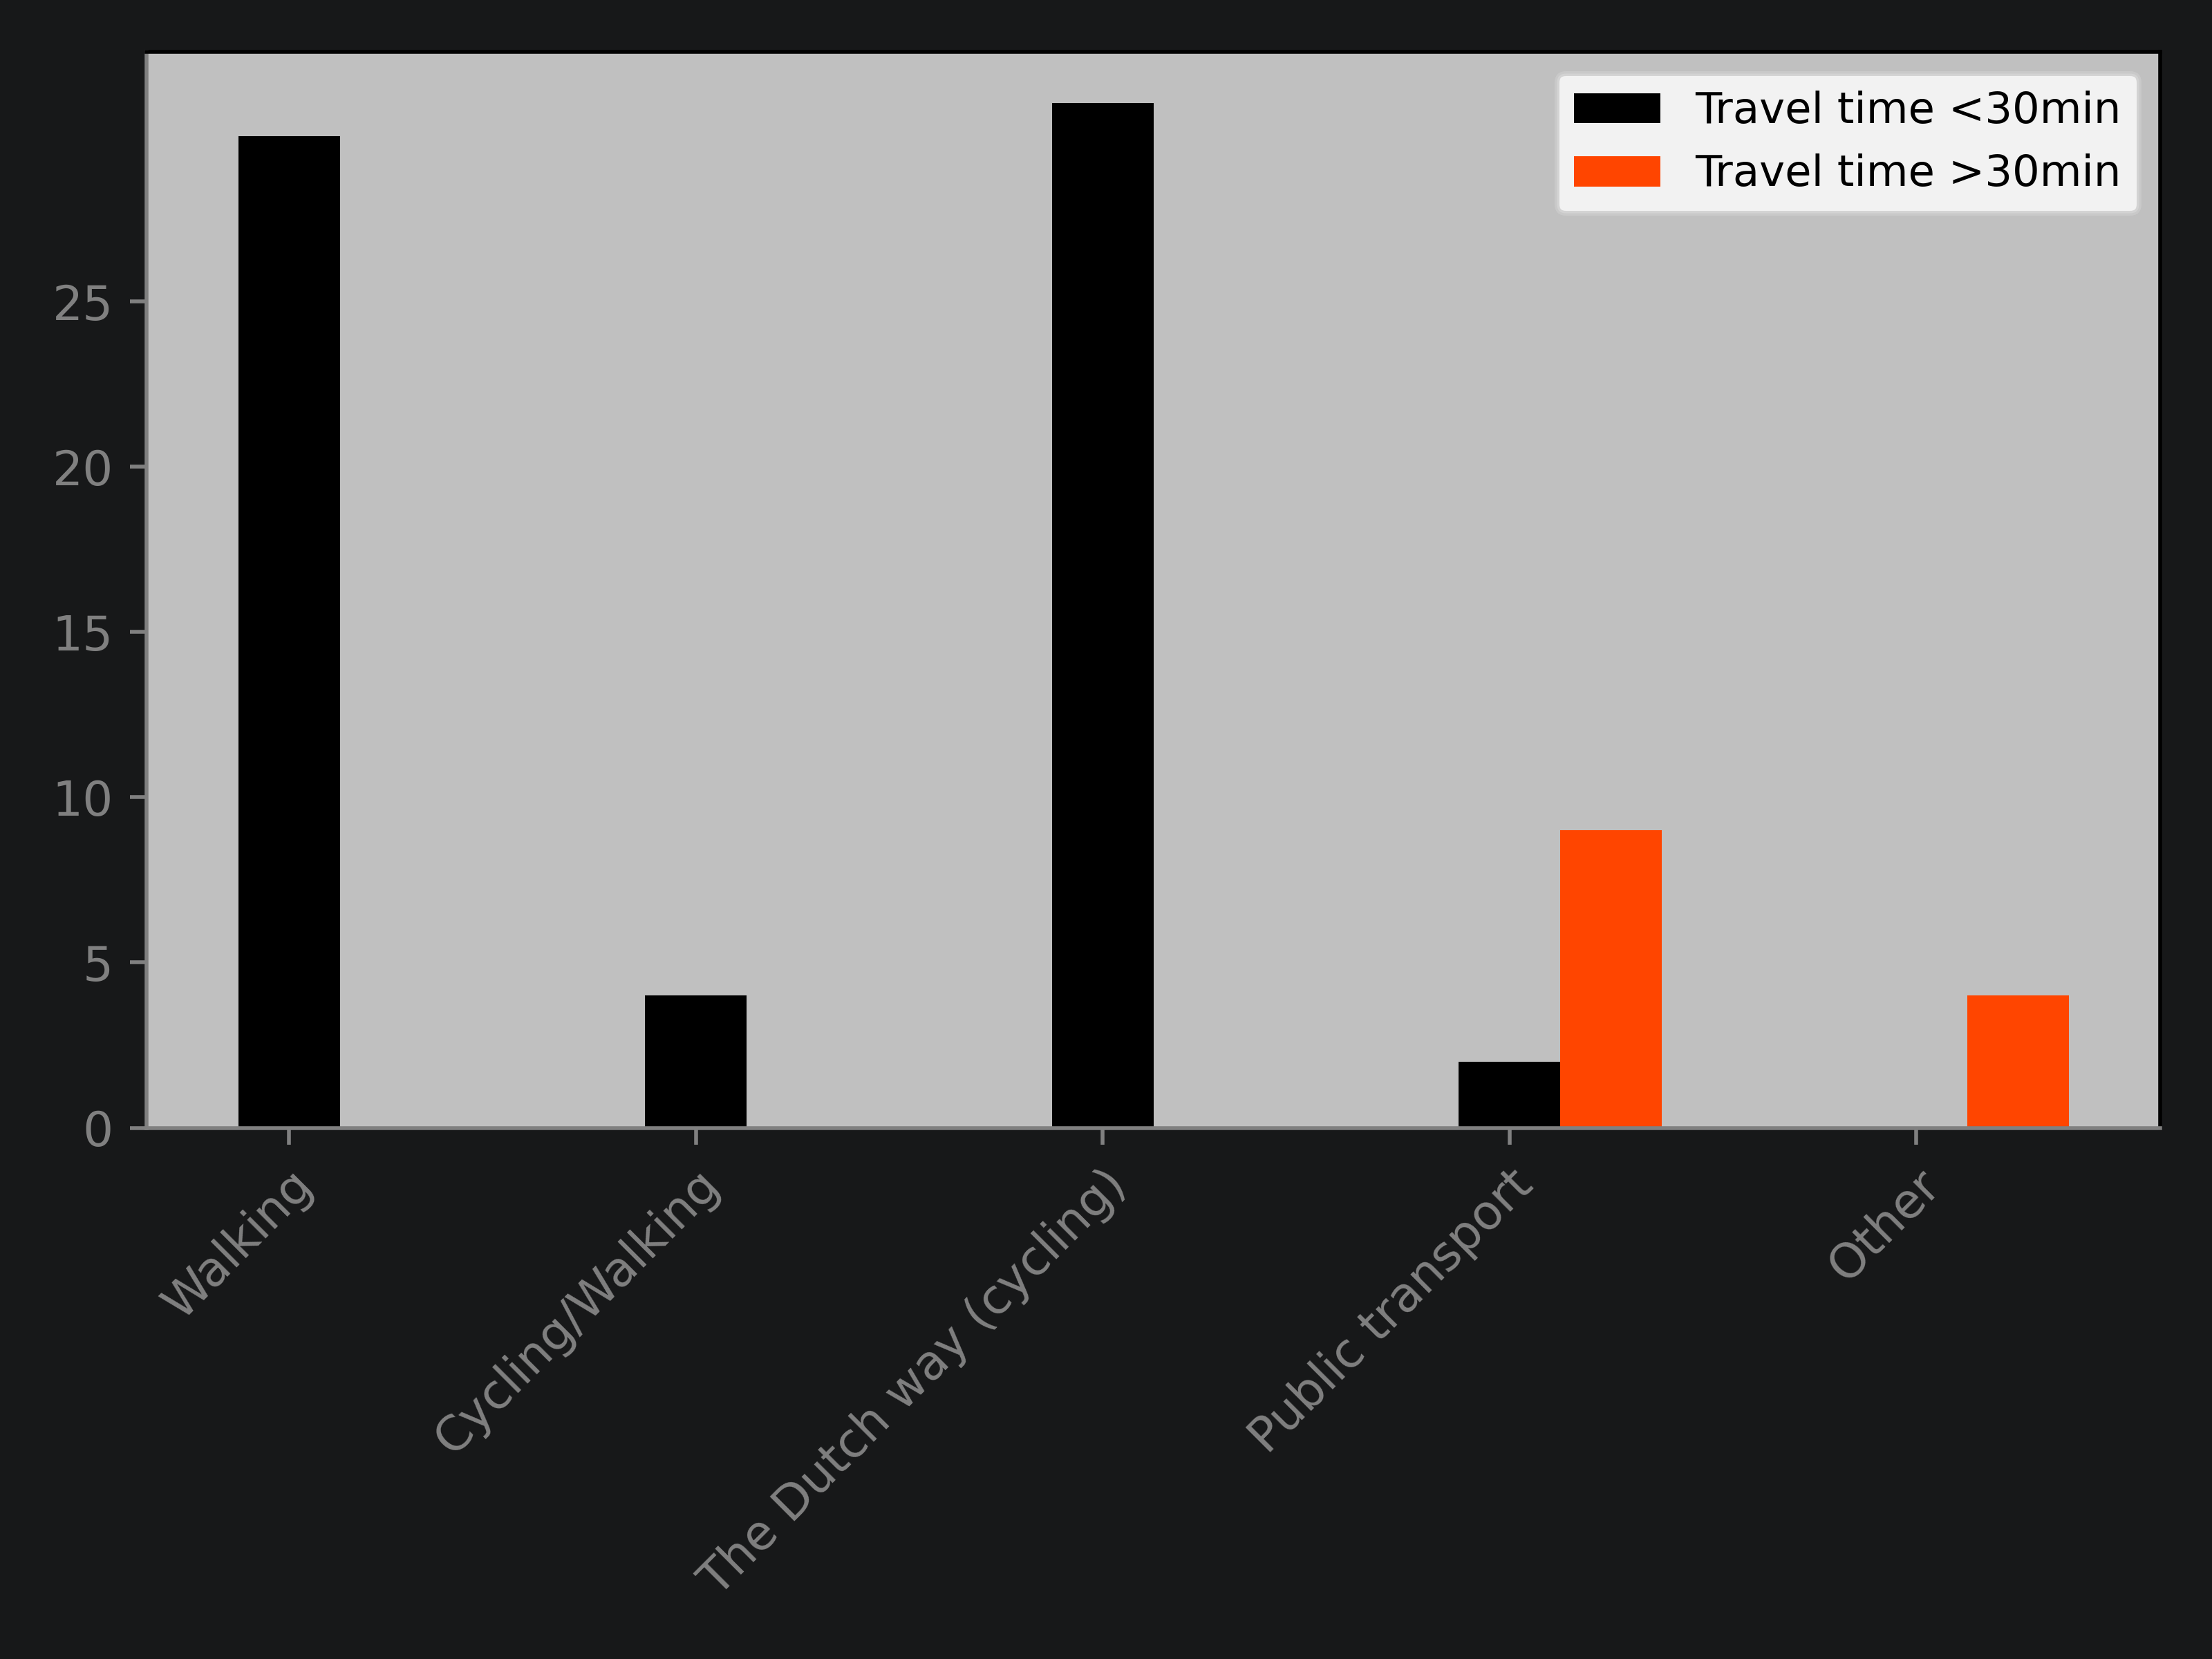 Travel time <30min
Travel time >30min
25
20
15
10
5
0
Walking
Cycling/Walking
The Dutch way (cycling)
Public transport
Other